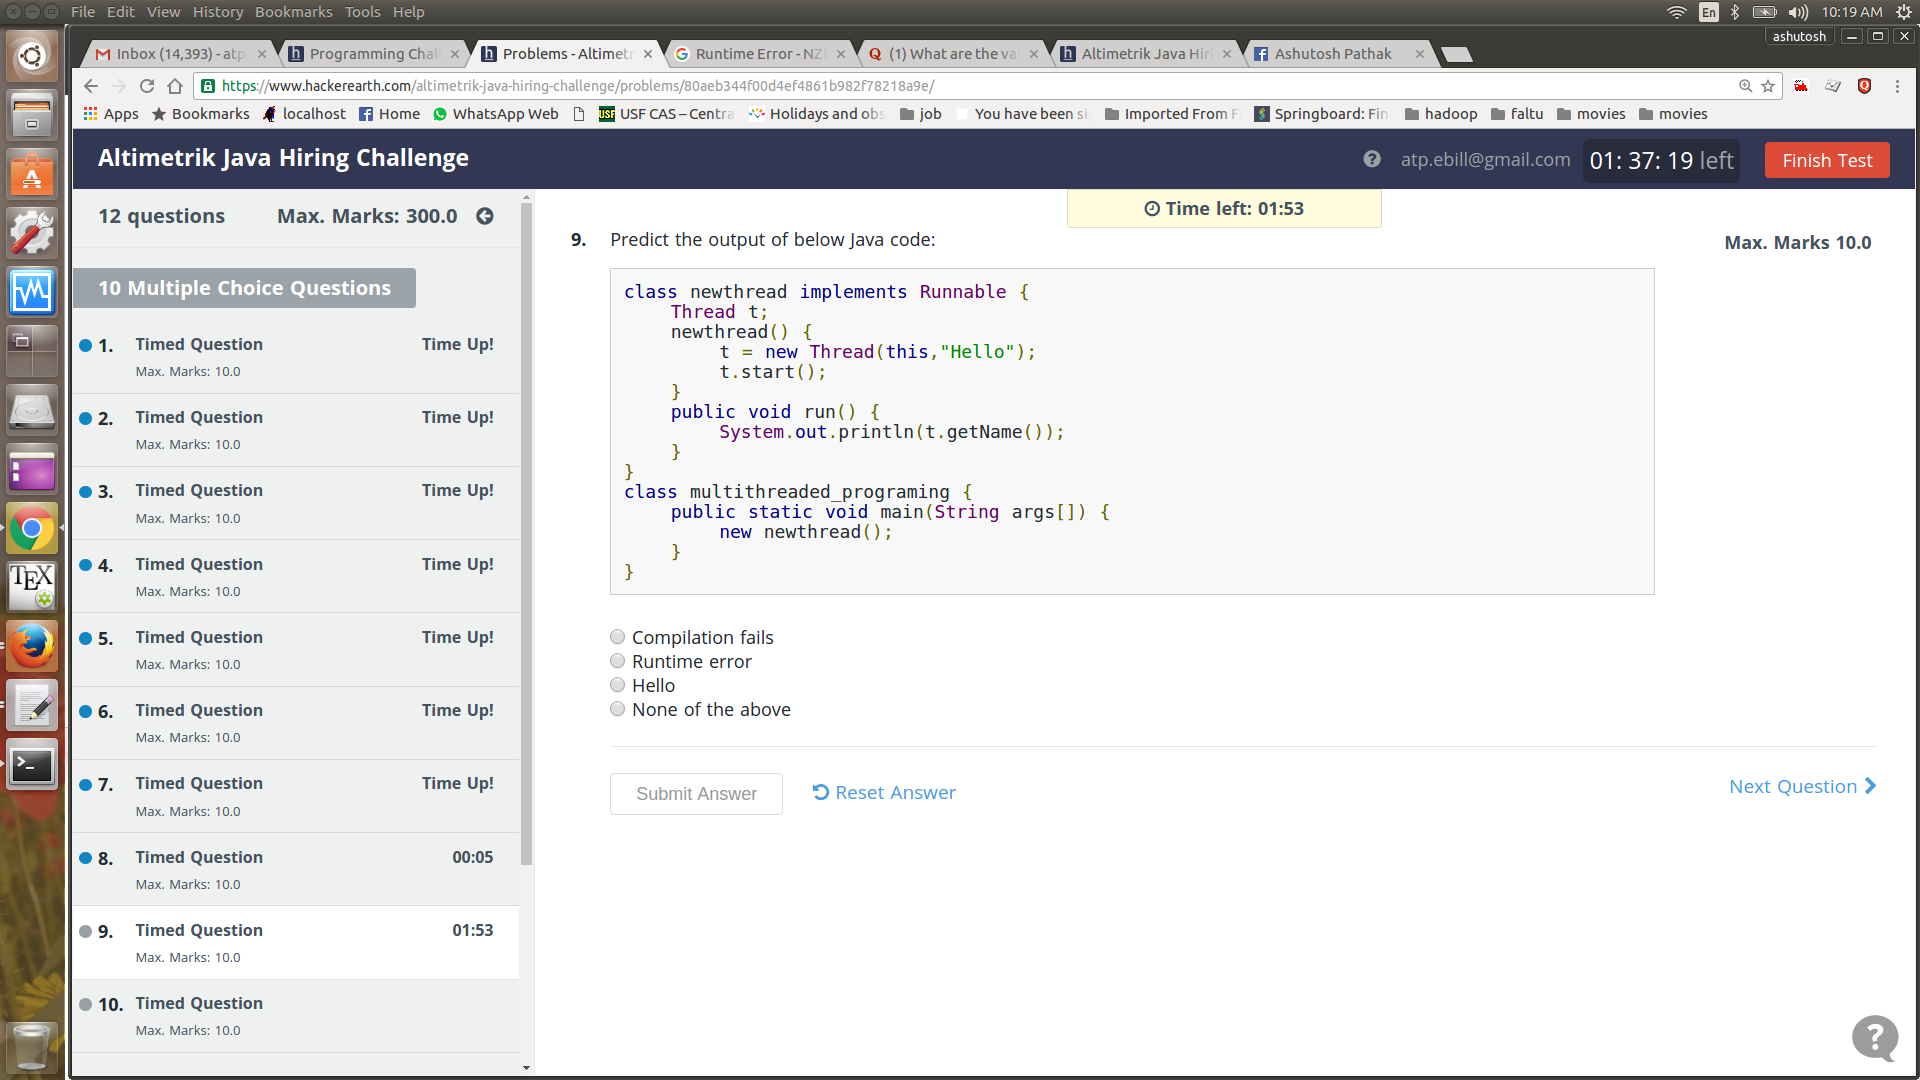 File Edit View History Bookmarks Tools Help
En
10:19 AM
ashutosh
Inbox (14,393) - atp
Programming Chal
Problems - Altimetr
Runtime Error - NZE
(1) What are the va
Altimetrik Java Hiri
Ashutosh Pathak
https://www.hackerearth.com/altimetrik-java-hiring-challenge/problems/80aeb344f00d4ef4861b982f78218a9e/
Apps
Bookmarks
localhost
Home
WhatsApp Web
USF CAS – Centra
Holidays and obs
job
You have been si
Imported From F
Springboard: Fin
hadoop
faltu
movies
movies
Altimetrik Java Hiring Challenge
atp.ebill@gmail.com
01: 37: 19 left
Finish Test
12 questions
Max. Marks: 300.0
10 Multiple Choice Questions
1. Timed Question Time Up!
Max. Marks: 10.0
2. Timed Question Time Up!
Max. Marks: 10.0
3. Timed Question Time Up!
Max. Marks: 10.0
4. Timed Question Time Up!
Max. Marks: 10.0
5. Timed Question Time Up!
Max. Marks: 10.0
6. Timed Question Time Up!
Max. Marks: 10.0
7. Timed Question Time Up!
Max. Marks: 10.0
8. Timed Question 00:05
Max. Marks: 10.0
9. Timed Question 01:53
Max. Marks: 10.0
10. Timed Question
Max. Marks: 10.0
Time left: 01:53
9. Predict the output of below Java code:
Max. Marks 10.0
class newthread implements Runnable {
Thread t;
newthread() {
t = new Thread(this,"Hello");
t.start();
}
public void run() {
System.out.println(t.getName());
}
}
class multithreaded_programing {
public static void main(String args[]) {
new newthread();
}
}
Compilation fails
Runtime error
Hello
None of the above
Submit Answer
Reset Answer
Next Question
?
TEX